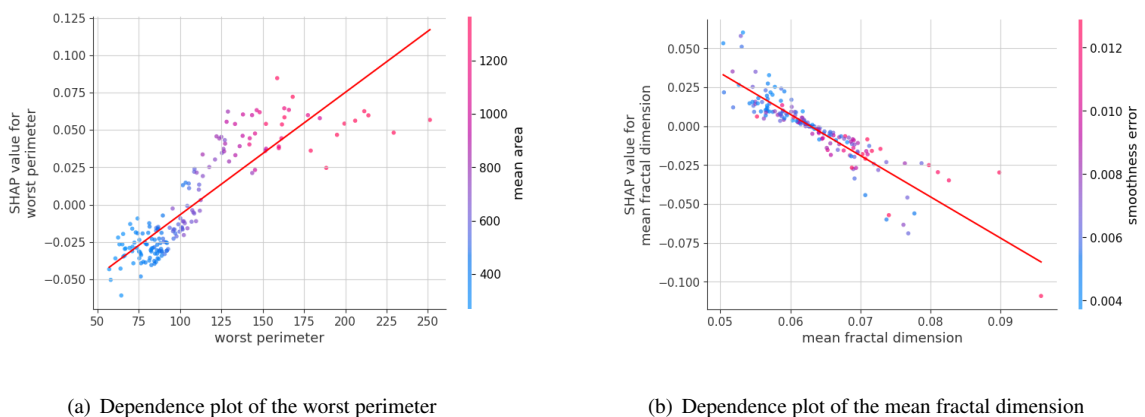 0.125
0.100
0.075
0.050
0.025
0.000
−0.025
−0.050
SHAP value for
worst perimeter
50 75 100 125 150 175 200 225 250
worst perimeter
1200
1000
800
600
400
mean area
0.050
0.025
0.000
−0.025
−0.050
−0.075
−0.100
SHAP value for
mean fractal dimension
0.05 0.06 0.07 0.08 0.09
mean fractal dimension
0.012
0.010
0.008
0.006
0.004
smoothness error
(a) Dependence plot of the worst perimeter
(b) Dependence plot of the mean fractal dimension